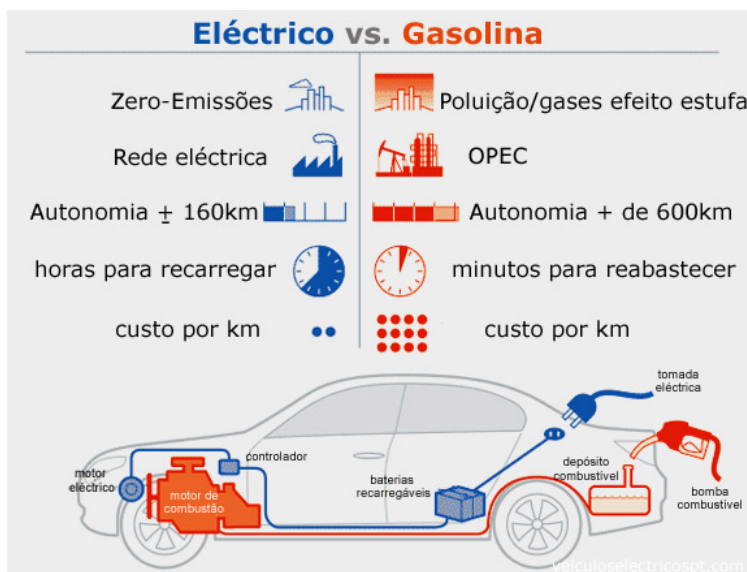 Eléctrico vs. Gasolina
Zero-Emissões
Poluição/gases efeito estufa
Rede eléctrica
OPEC
Autonomia ± 160km
Autonomia + de 600km
horas para recarregar
minutos para reabastecer
custo por km
custo por km
tomada
eléctrica
controlador
motor
eléctrico
motor de
combustão
baterias
recarregáveis
depósito
combustível
bomba
combustivel
veiculoselectricospt.com